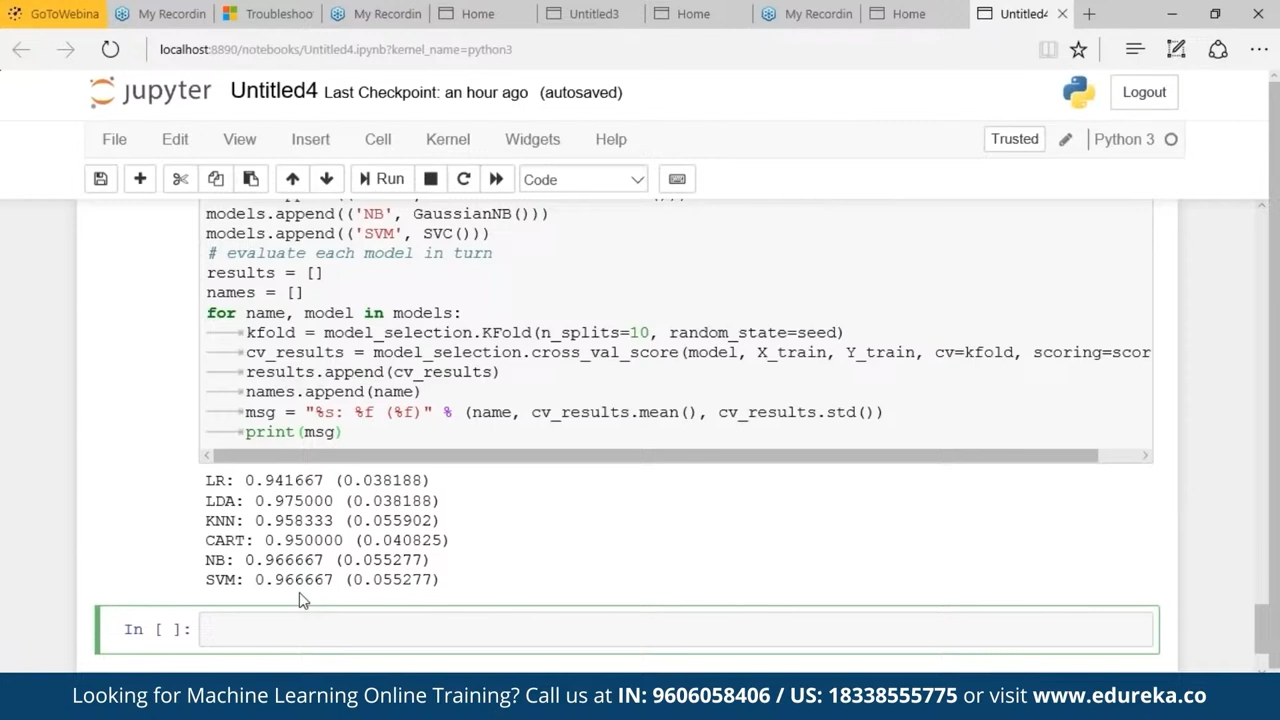 GoToWebina
My Recordin
Troubleshoo
My Recordin
Home
Untitled3
Home
My Recordin
Home
Untitled4
localhost:8890/notebooks/Untitled4.ipynb?kernel_name=python3
jupyter Untitled4 Last Checkpoint: an hour ago (autosaved)
Logout
File Edit View Insert Cell Kernel Widgets Help
Trusted
Python 3
Run
Code
models.append(('NB', GaussianNB()))
models.append(('SVM', SVC()))
# evaluate each model in turn
results = []
names = []
for name, model in models:
kfold = model_selection.KFold(n_splits=10, random_state=seed)
cv_results = model_selection.cross_val_score(model, X_train, Y_train, cv=kfold, scoring=scor
results.append(cv_results)
names.append(name)
msg = "%s: %f (%f)" % (name, cv_results.mean(), cv_results.std())
print(msg)
LR: 0.941667 (0.038188)
LDA: 0.975000 (0.038188)
KNN: 0.958333 (0.055902)
CART: 0.950000 (0.040825)
NB: 0.966667 (0.055277)
SVM: 0.966667 (0.055277)
In [ ]:
Looking for Machine Learning Online Training? Call us at IN: 9606058406 / US: 18338555775 or visit www.edureka.co